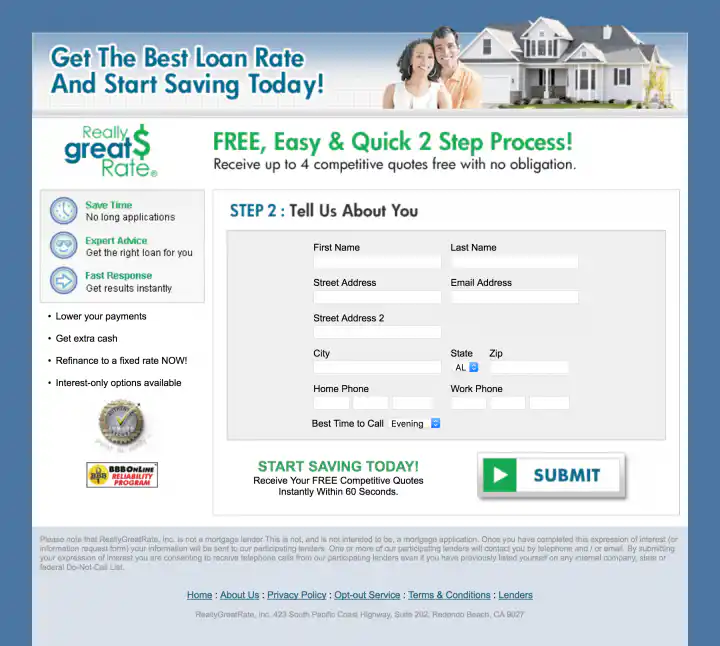 Get The Best Loan Rate
And Start Saving Today!
Really
great$
Rate®
FREE, Easy & Quick 2 Step Process!
Receive up to 4 competitive quotes free with no obligation.
Save Time
No long applications
Expert Advice
Get the right loan for you
Fast Response
Get results instantly
• Lower your payments
• Get extra cash
• Refinance to a fixed rate NOW!
• Interest-only options available
BBBONLINE
RELIABILITY
PROGRAM
BBB
STEP 2 : Tell Us About You
First Name
Last Name
Street Address
Email Address
Street Address 2
City
State
Zip
AL
Home Phone
Work Phone
Best Time to Call
Evening
START SAVING TODAY!
Receive Your FREE Competitive Quotes
Instantly Within 60 Seconds.
SUBMIT
Please note that ReallyGreatRate, Inc. is not a mortgage lender.This is not, and is not intended to be, a mortgage application. Once you have completed this expression of interest (or
information request form) your information will be sent to our participating lenders. One or more of our participating lenders will contact you by telephone and / or email. By submitting
your expression of interest you are consenting to receive telephone calls from our participating lenders even if you have previously listed yourself on any internal company, state or
federal Do-Not-Call List.
Home : About Us : Privacy Policy : Opt-out Service : Terms & Conditions : Lenders
ReallyGreatRate, Inc. 423 South Pacific Coast Highway, Suite 202, Redondo Beach, CA 9027